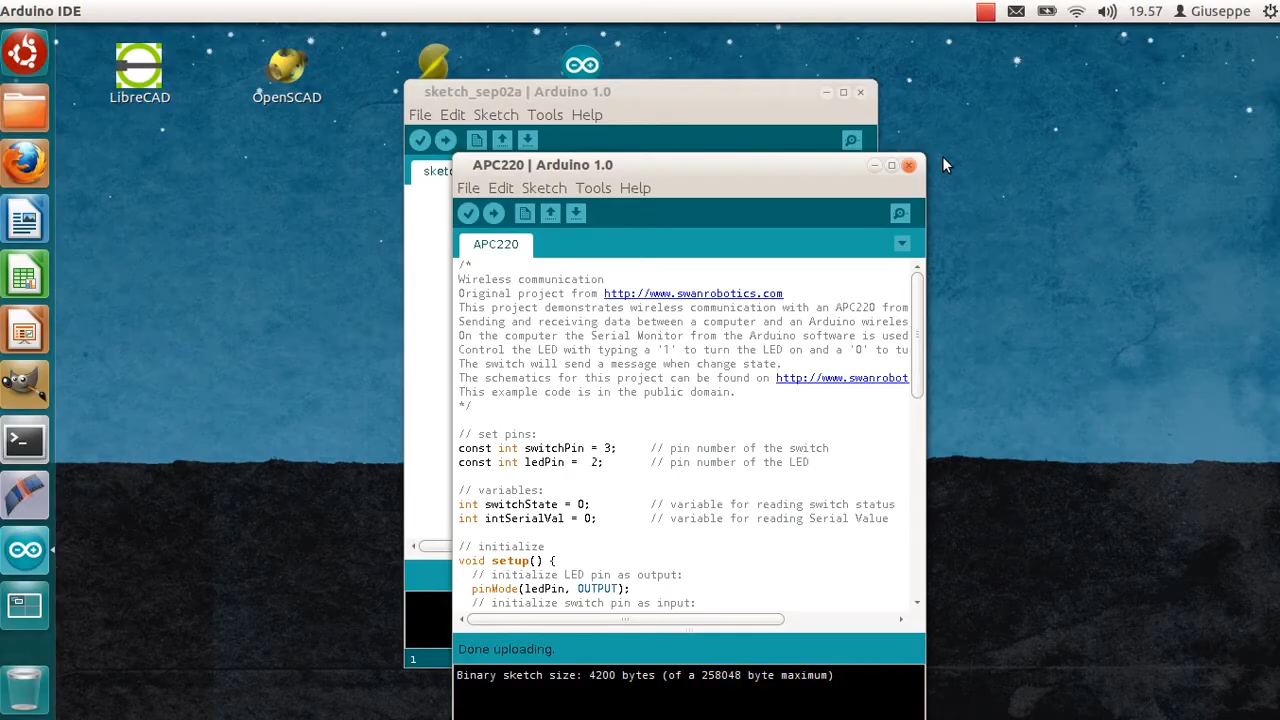 Arduino IDE
19.57
Giuseppe
LibreCAD
OpenSCAD
sketch_sep02a | Arduino 1.0
File Edit Sketch Tools Help
APC220 | Arduino 1.0
File Edit Sketch Tools Help
APC220
/*
Wireless communication
Original project from http://www.swanrobotics.com
This project demonstrates wireless communication with an APC220 from
Sending and receiving data between a computer and an Arduino wireles
On the computer the Serial Monitor from the Arduino software is used
Control the LED with typing a '1' to turn the LED on and a '0' to tu
The switch will send a message when change state.
The schematics for this project can be found on http://www.swanrobot
This example code is in the public domain.
*/
// set pins:
const int switchPin = 3; // pin number of the switch
const int ledPin = 2; // pin number of the LED
// variables:
int switchState = 0; // variable for reading switch status
int intSerialVal = 0; // variable for reading Serial Value
// initialize
void setup() {
// initialize LED pin as output:
pinMode(ledPin, OUTPUT);
// initialize switch pin as input:
Done uploading.
1
Binary sketch size: 4200 bytes (of a 258048 byte maximum)